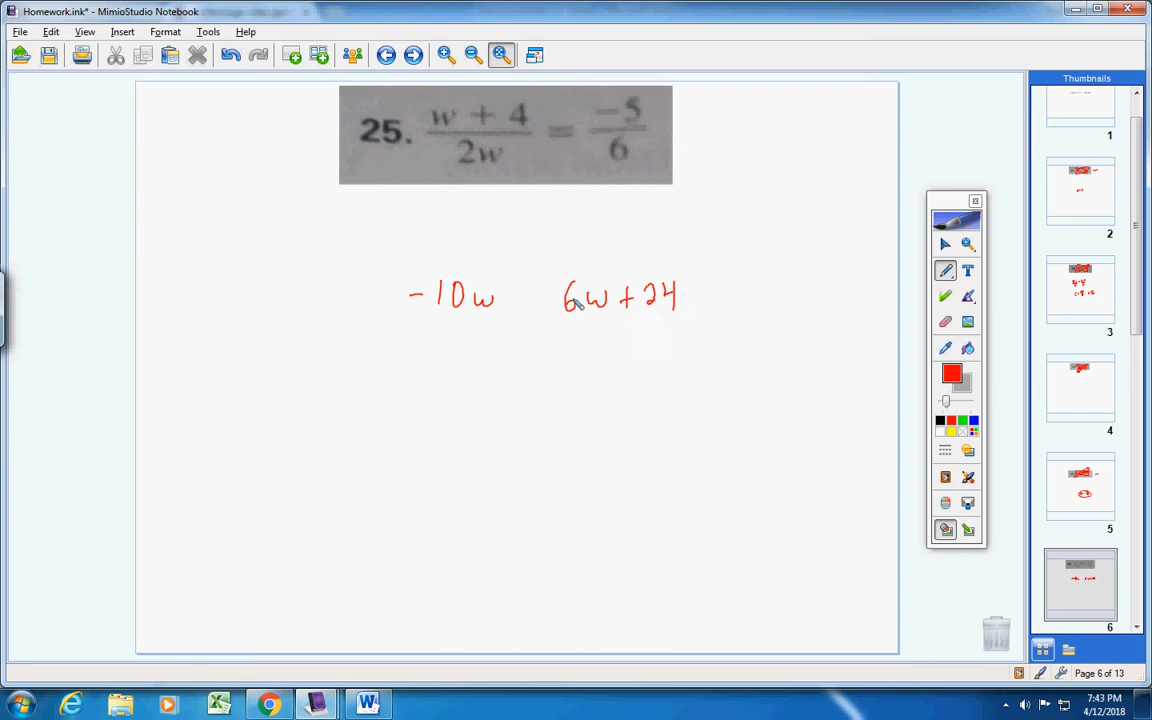 Homework.ink* - MimioStudio Notebook
File Edit View Insert Format Tools Help
Thumbnails
25. w + 4 / 2w = -5 / 6
-10w 6w + 24
1
2
3
4
5
6
Page 6 of 13
7:43 PM
4/12/2018